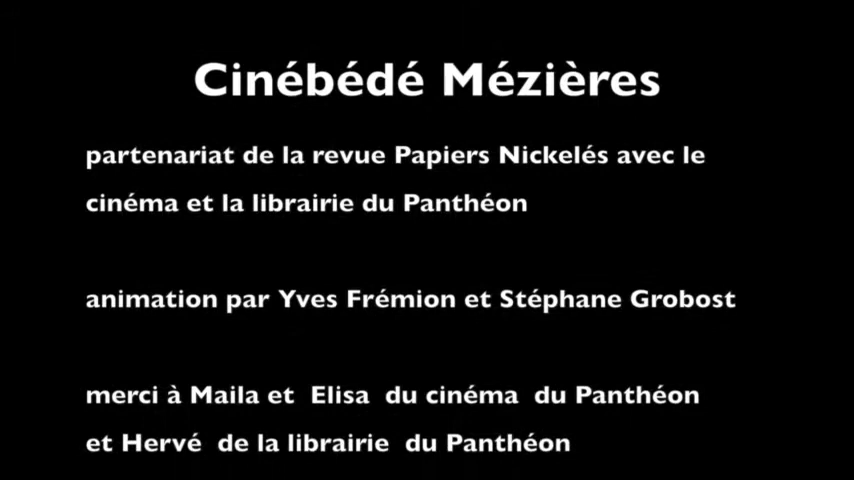 Cinébédé Mézières
partenariat de la revue Papiers Nickelés avec le
cinéma et la librairie du Panthéon
animation par Yves Frémion et Stéphane Grobost
merci à Maila et Elisa du cinéma du Panthéon
et Hervé de la librairie du Panthéon